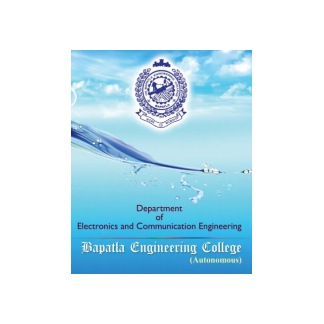 Department
of
Electronics and Communication Engineering
Bapatla Engineering College
(Autonomous)